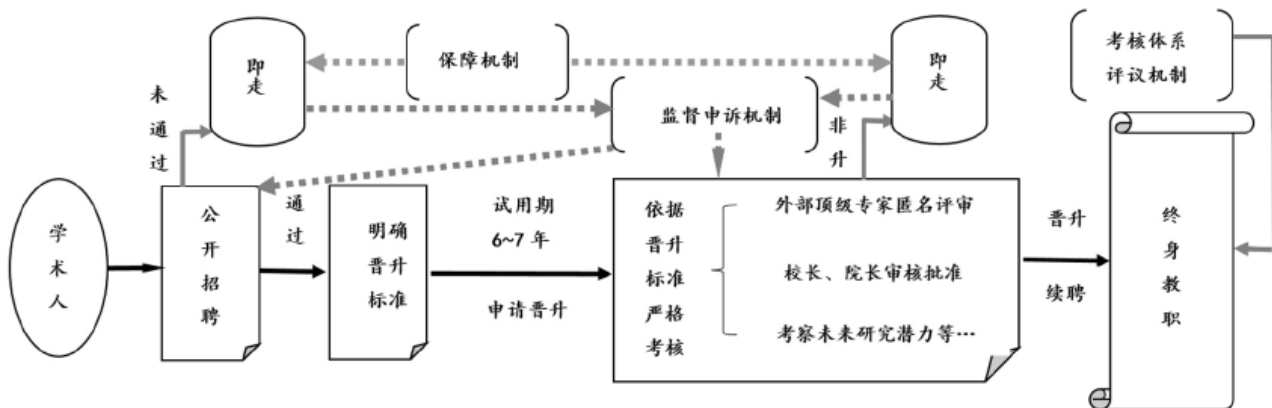 即走
保障机制
即走
考核体系
评议机制
未通过
监督申诉机制
非升
学术人
公开招聘
通过
明确
晋升
标准
试用期
6~7 年
申请晋升
依据
晋升
标准
严格
考核
外部顶级专家匿名评审
校长、院长审核批准
考察未来研究潜力等…
晋升
续聘
终身教职